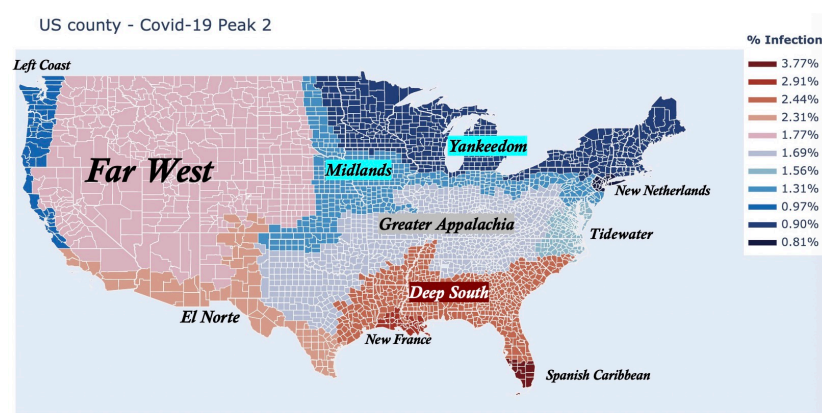 US county - Covid-19 Peak 2
% Infection
Left Coast
3.77%
2.91%
2.44%
2.31%
1.77%
1.69%
1.56%
1.31%
0.97%
0.90%
0.81%
Yankeedom
Far West
Midlands
New Netherlands
Greater Appalachia
Tidewater
Deep South
El Norte
New France
Spanish Caribbean